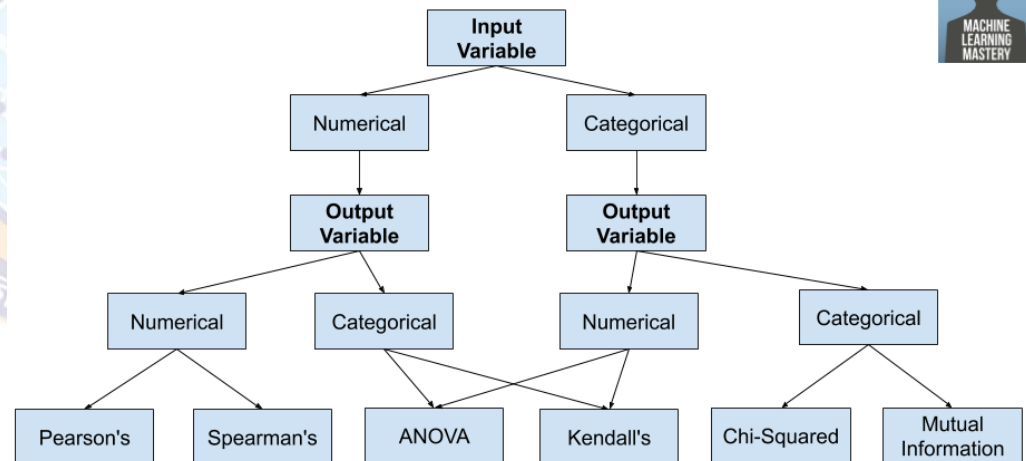 Input
Variable
MACHINE
LEARNING
MASTERY
Numerical
Categorical
Output
Variable
Output
Variable
Numerical
Categorical
Numerical
Categorical
Pearson's
Spearman's
ANOVA
Kendall's
Chi-Squared
Mutual
Information